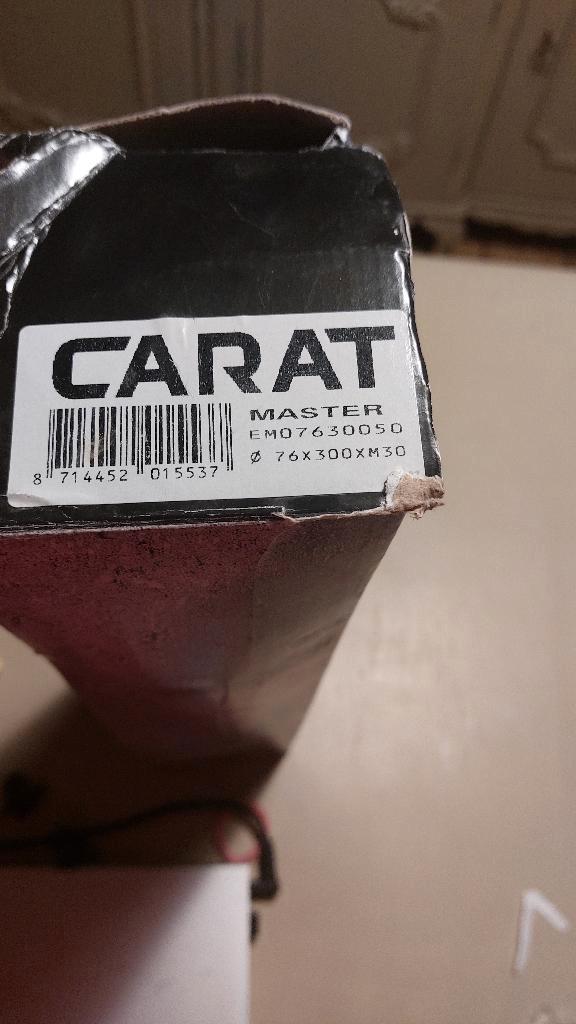 CARAT
MASTER
EM07630050
Ø 76X300XM30
8 714452 015537